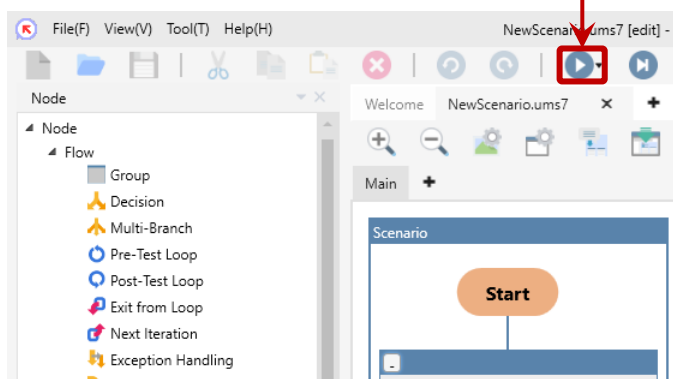 File(F) View(V) Tool(T) Help(H) NewScenario.ums7 [edit] -
Node
Welcome NewScenario.ums7
Node
Flow
Group
Main
Decision
Multi-Branch
Scenario
Pre-Test Loop
Post-Test Loop
Start
Exit from Loop
Next Iteration
Exception Handling